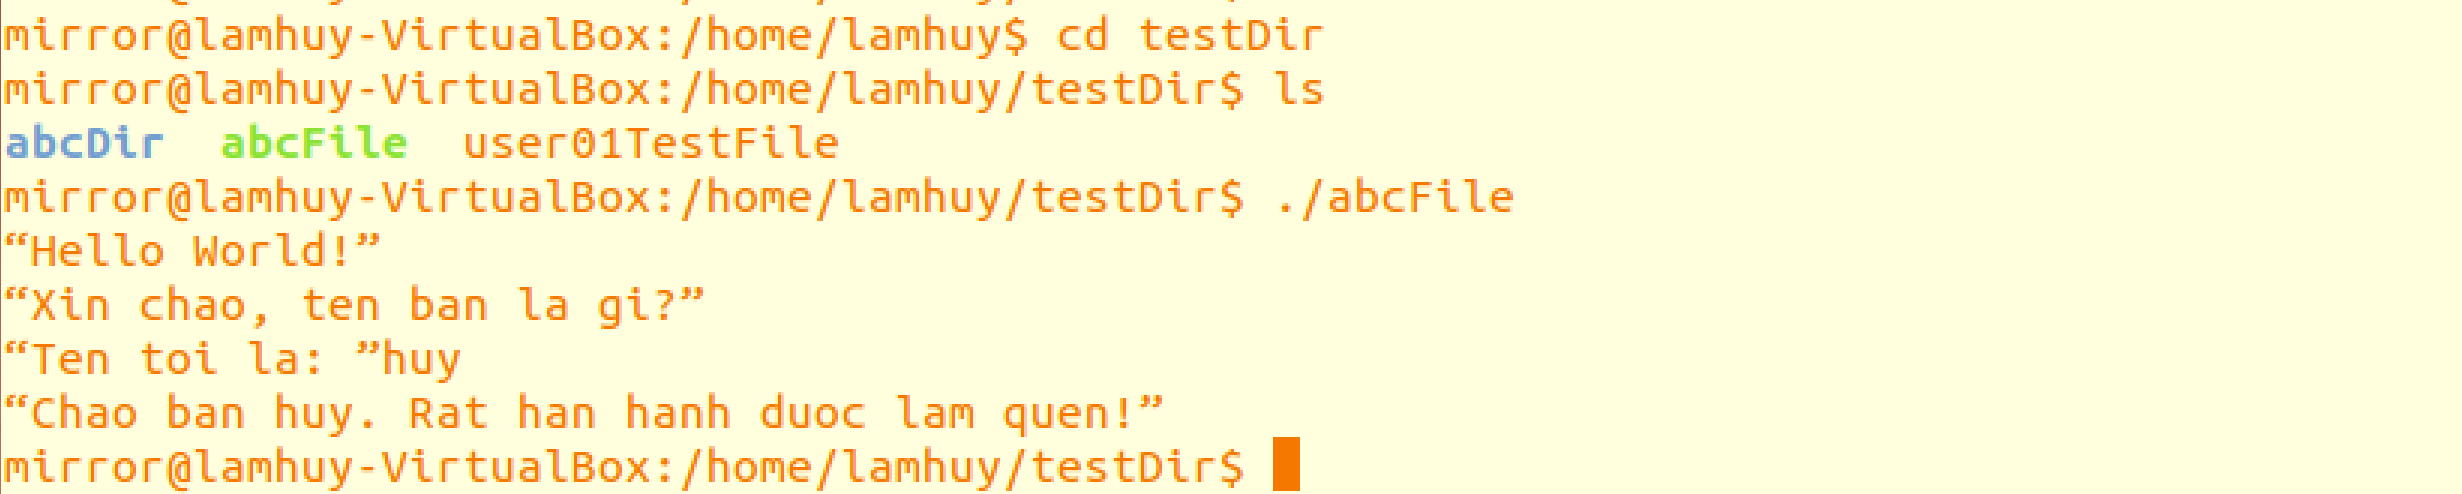 mirror@lamhuy-VirtualBox:/home/lamhuy$ cd testDir
mirror@lamhuy-VirtualBox:/home/lamhuy/testDir$ ls
abcDir  abcFile  user01TestFile
mirror@lamhuy-VirtualBox:/home/lamhuy/testDir$ ./abcFile
“Hello World!”
“Xin chao, ten ban la gi?”
“Ten toi la: ”huy
“Chao ban huy. Rat han hanh duoc lam quen!”
mirror@lamhuy-VirtualBox:/home/lamhuy/testDir$